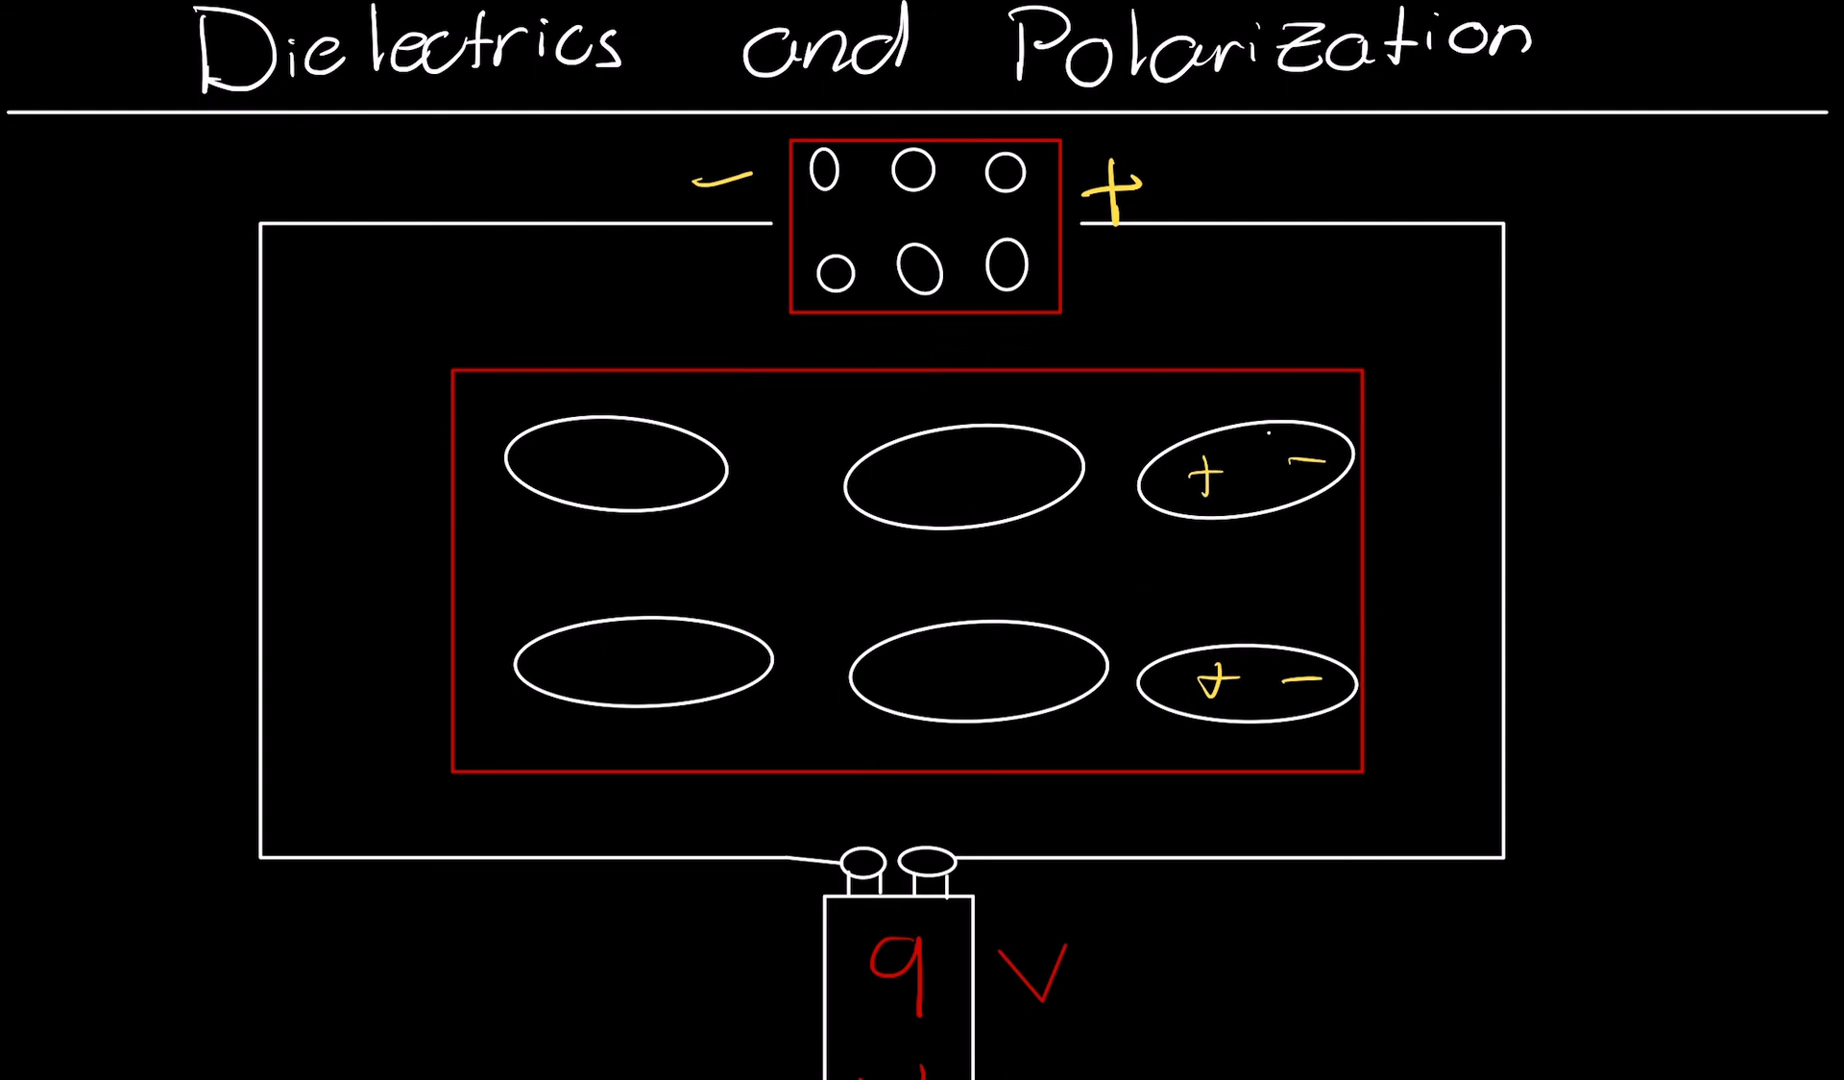 Dielectrics and Polarization
- +
+ -
+ -
9 V